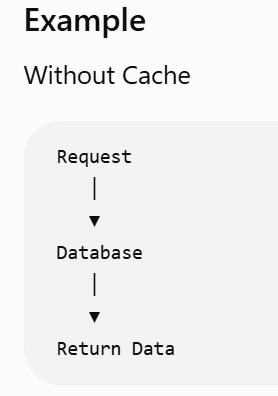 Example
Without Cache
Request
│
▼
Database
│
▼
Return Data